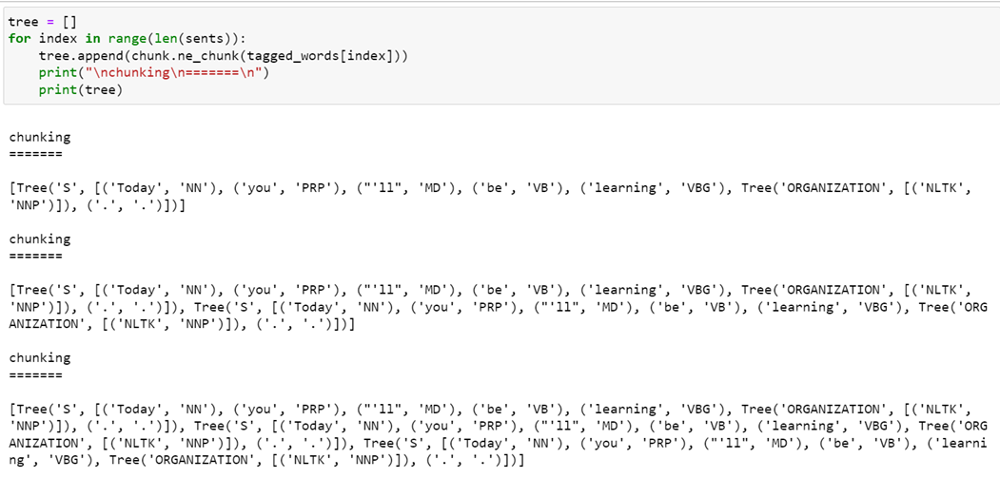 tree = []
for index in range(len(sents)):
    tree.append(chunk.ne_chunk(tagged_words[index]))
    print("\nchunking\n=======\n")
    print(tree)
chunking
=======
[Tree('S', [('Today', 'NN'), ('you', 'PRP'), ("'ll", 'MD'), ('be', 'VB'), ('learning', 'VBG'), Tree('ORGANIZATION', [('NLTK',
'NNP')]), ('.', '.')])]
chunking
=======
[Tree('S', [('Today', 'NN'), ('you', 'PRP'), ("'ll", 'MD'), ('be', 'VB'), ('learning', 'VBG'), Tree('ORGANIZATION', [('NLTK',
'NNP')]), ('.', '.')]), Tree('S', [('Today', 'NN'), ('you', 'PRP'), ("'ll", 'MD'), ('be', 'VB'), ('learning', 'VBG'), Tree('ORG
ANIZATION', [('NLTK', 'NNP')]), ('.', '.')])]
chunking
=======
[Tree('S', [('Today', 'NN'), ('you', 'PRP'), ("'ll", 'MD'), ('be', 'VB'), ('learning', 'VBG'), Tree('ORGANIZATION', [('NLTK',
'NNP')]), ('.', '.')]), Tree('S', [('Today', 'NN'), ('you', 'PRP'), ("'ll", 'MD'), ('be', 'VB'), ('learning', 'VBG'), Tree('ORG
ANIZATION', [('NLTK', 'NNP')]), ('.', '.')]), Tree('S', [('Today', 'NN'), ('you', 'PRP'), ("'ll", 'MD'), ('be', 'VB'), ('learni
ng', 'VBG'), Tree('ORGANIZATION', [('NLTK', 'NNP')]), ('.', '.')])]